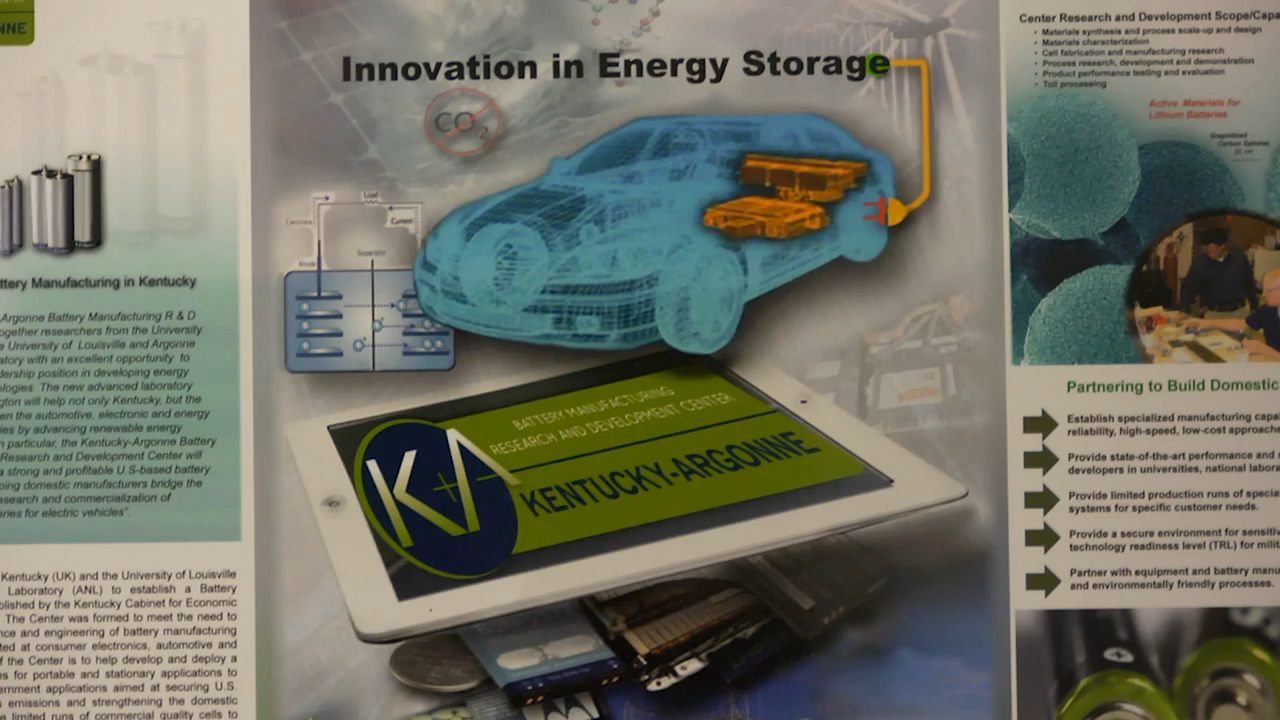 NNE
ttery Manufacturing in Kentucky
Argonne Battery Manufacturing R & D
ogether researchers from the University
e University of Louisville and Argonne
atory with an excellent opportunity to
dership position in developing energy
ologies. The new advanced laboratory
gton will help not only Kentucky, but the
en the automotive, electronic and energy
ies by advancing renewable energy
n particular, the Kentucky-Argonne Battery
Research and Development Center will
a strong and profitable U.S-based battery
ping domestic manufacturers bridge the
esearch and commercialization of
eries for electric vehicles".
Kentucky (UK) and the University of Louisville
Laboratory (ANL) to establish a Battery
blished by the Kentucky Cabinet for Economic
The Center was formed to meet the need to
nce and engineering of battery manufacturing
ted at consumer electronics, automotive and
f the Center is to help develop and deploy a
es for portable and stationary applications to
ernment applications aimed at securing U.S.
s emissions and strengthening the domestic
e limited runs of commercial quality cells to
Innovation in Energy Storage
CO2
Load
Electrons
Current
Anode
Separator
BATTERY MANUFACTURING
RESEARCH AND DEVELOPMENT CENTER
K+A
KENTUCKY-ARGONNE
Center Research and Development Scope/Capa
• Materials synthesis and process scale-up and design
• Materials characterization
• Cell fabrication and manufacturing research
• Process research, development and demonstration
• Product performance testing and evaluation
• Toll processing
Active Materials for
Lithium Batteries
Graphitized
Carbon Spheres
Partnering to Build Domestic
Establish specialized manufacturing capa
reliability, high-speed, low-cost approache
Provide state-of-the-art performance and
developers in universities, national labor
Provide limited production runs of specia
systems for specific customer needs.
Provide a secure environment for sensitiv
technology readiness level (TRL) for milit
Partner with equipment and battery manu
and environmentally friendly processes.